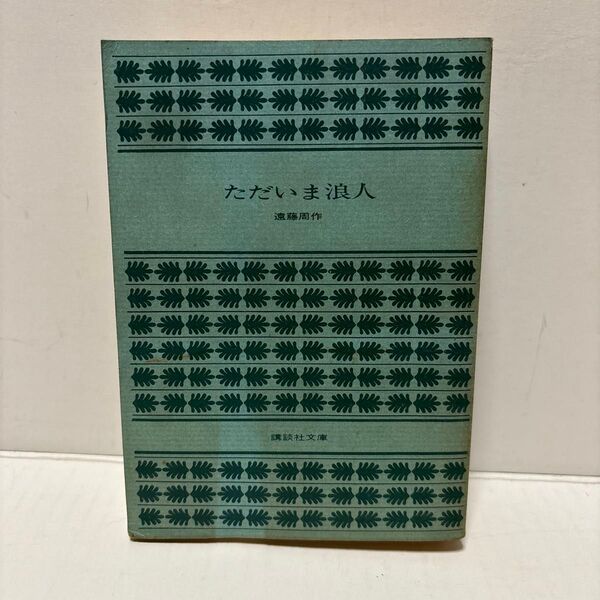 ただいま浪人
遠藤周作
講談社文庫